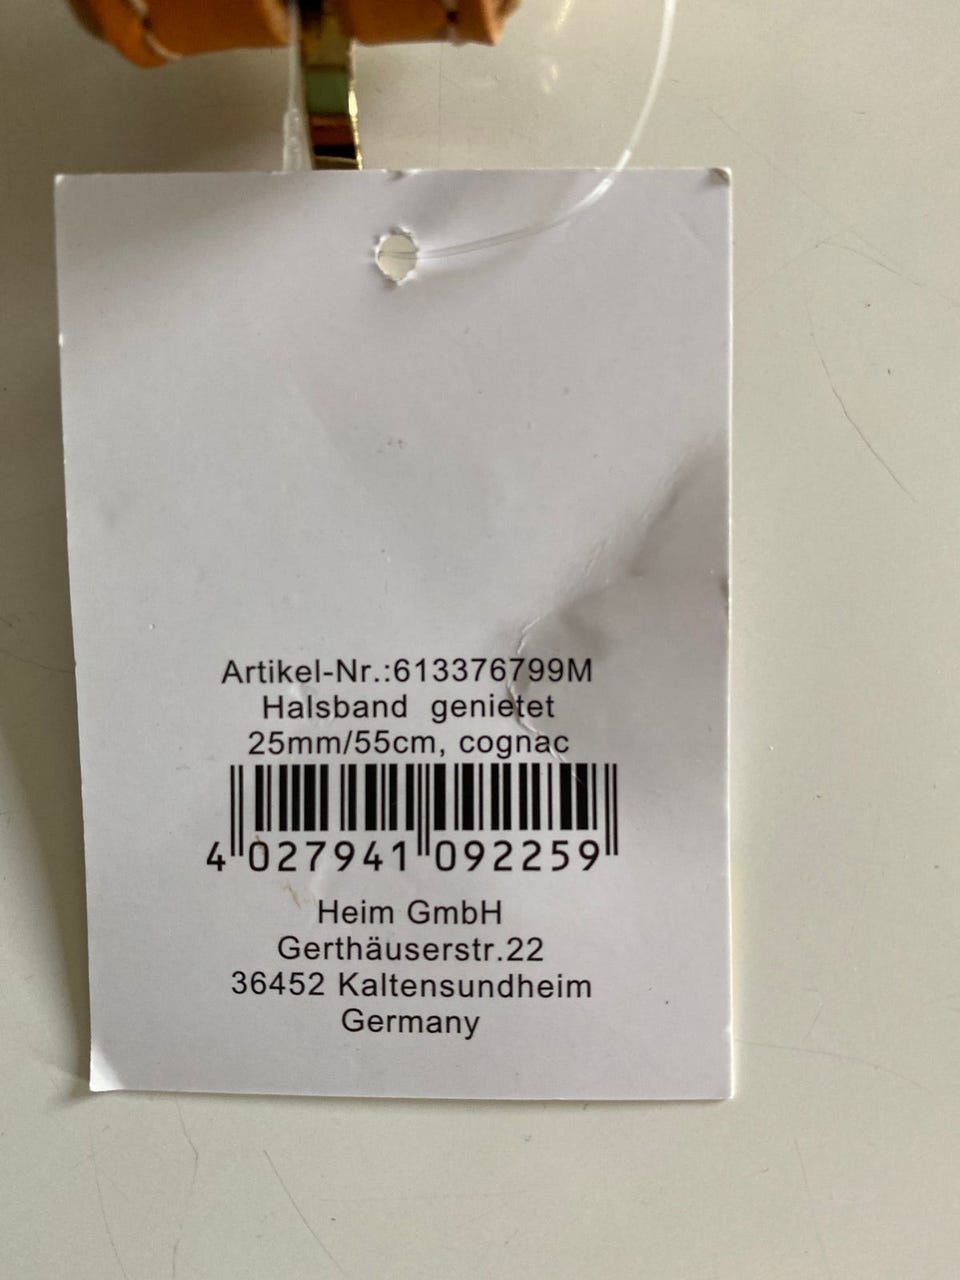 Artikel-Nr.:613376799M
Halsband genietet
25mm/55cm, cognac
4 027941 092259
Heim GmbH
Gerthäuserstr.22
36452 Kaltensundheim
Germany